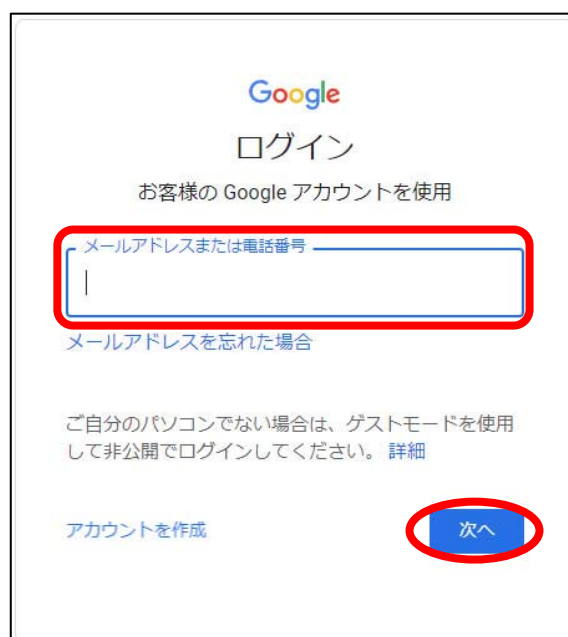 Google
ログイン
お客様の Google アカウントを使用
メールアドレスまたは電話番号
メールアドレスを忘れた場合
ご自分のパソコンでない場合は、ゲストモードを使用
して非公開でログインしてください。 詳細
アカウントを作成
次へ